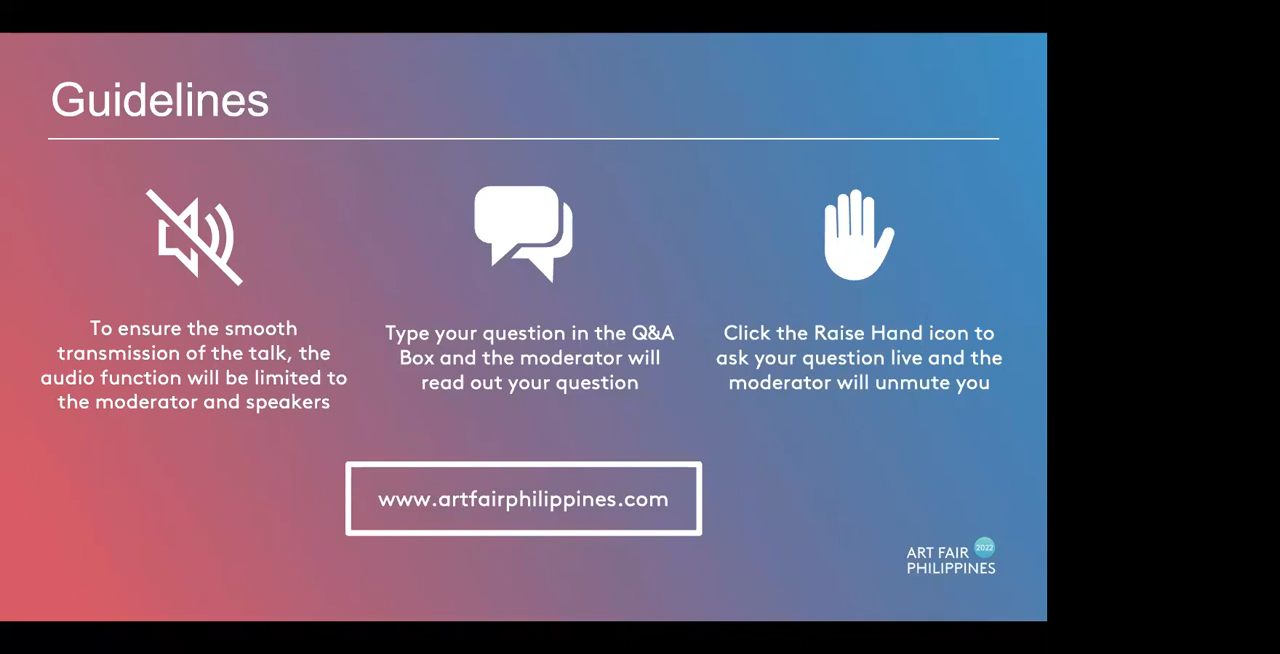 Guidelines
To ensure the smooth
transmission of the talk, the
audio function will be limited to
the moderator and speakers
Type your question in the Q&A
Box and the moderator will
read out your question
Click the Raise Hand icon to
ask your question live and the
moderator will unmute you
www.artfairphilippines.com
ART FAIR 2022
PHILIPPINES